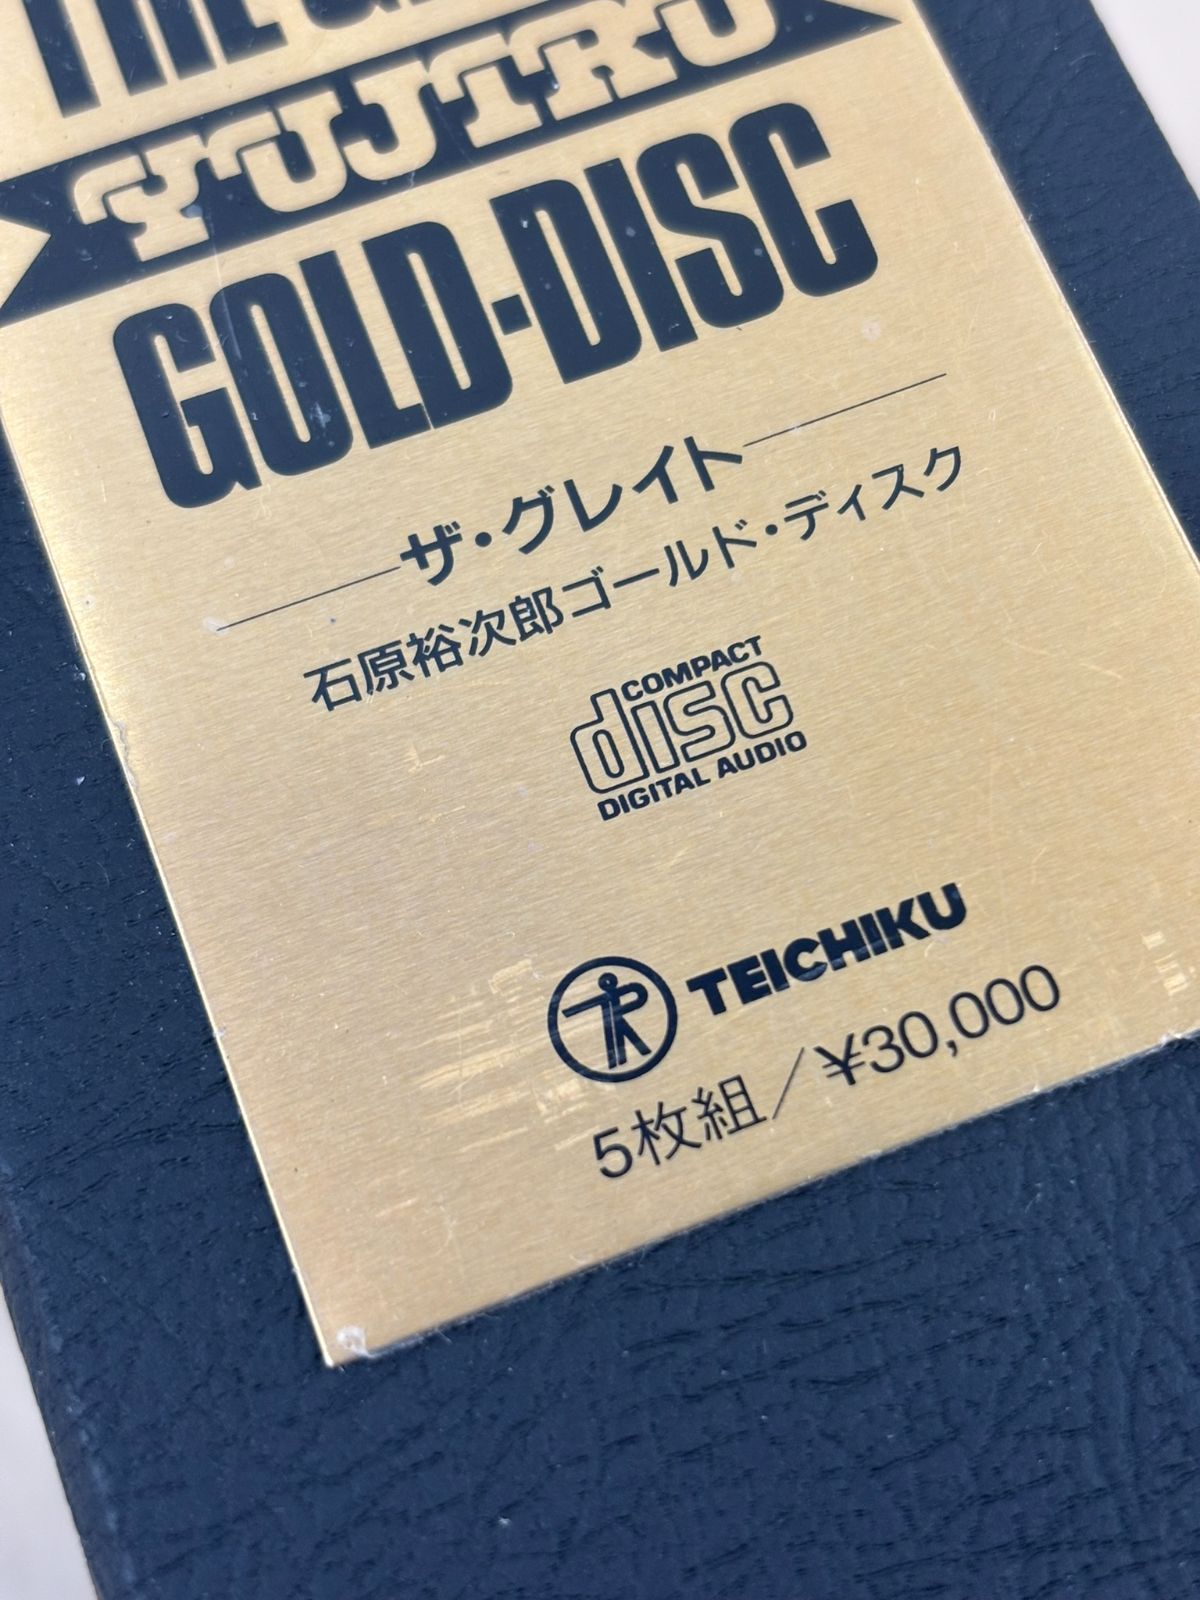 THE
YUJIRO
GOLD-DISC
ザ・グレイト
石原裕次郎ゴールド・ディスク
COMPACT
disc
DIGITAL AUDIO
TEICHIKU
5枚組/¥30,000